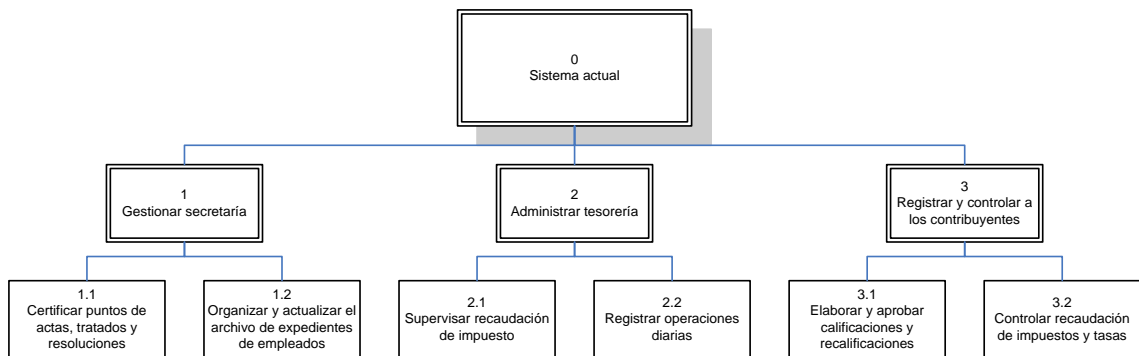 0
Sistema actual
1
Gestionar secretaría
2
Administrar tesorería
3
Registrar y controlar a
los contribuyentes
1.1
Certificar puntos de
actas, tratados y
resoluciones
1.2
Organizar y actualizar el
archivo de expedientes
de empleados
2.1
Supervisar recaudación
de impuesto
2.2
Registrar operaciones
diarias
3.1
Elaborar y aprobar
calificaciones y
recalificaciones
3.2
Controlar recaudación
de impuestos y tasas